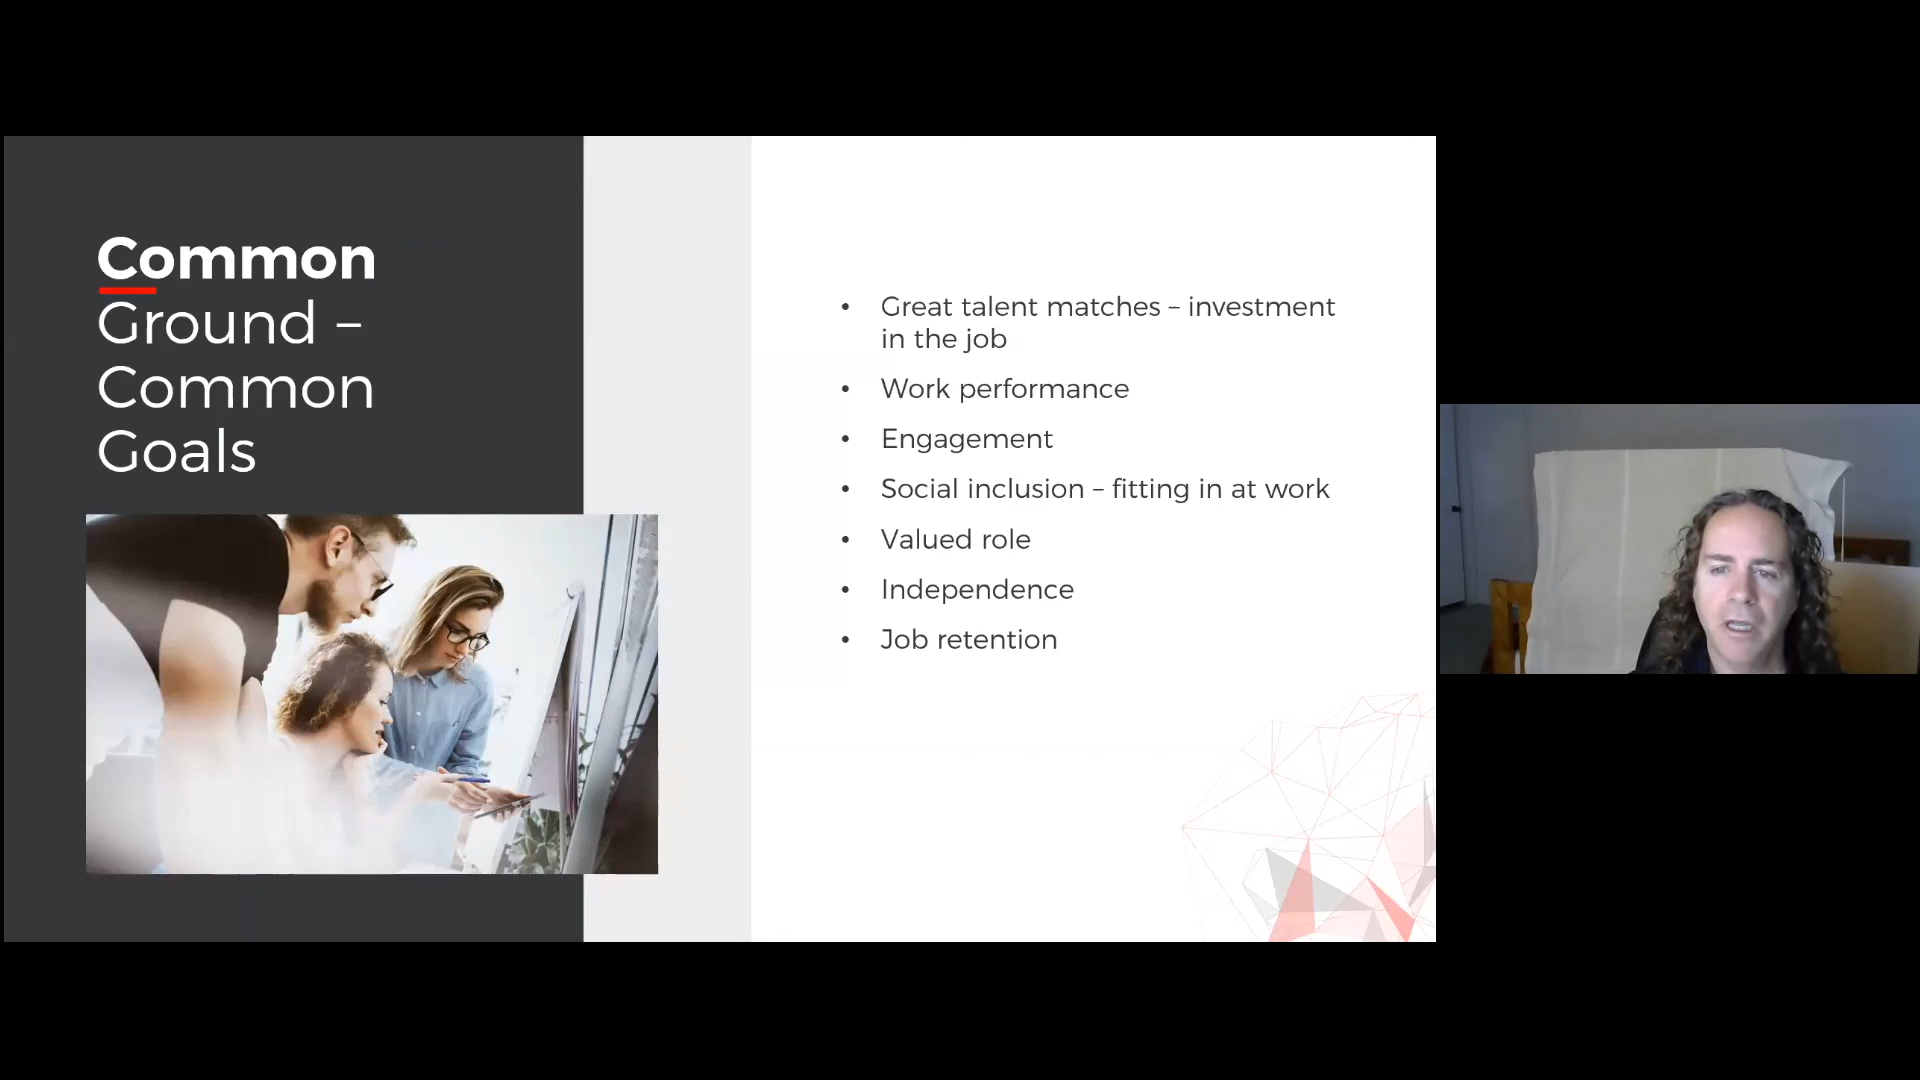 Common
Ground –
Common
Goals
• Great talent matches – investment
in the job
• Work performance
• Engagement
• Social inclusion – fitting in at work
• Valued role
• Independence
• Job retention